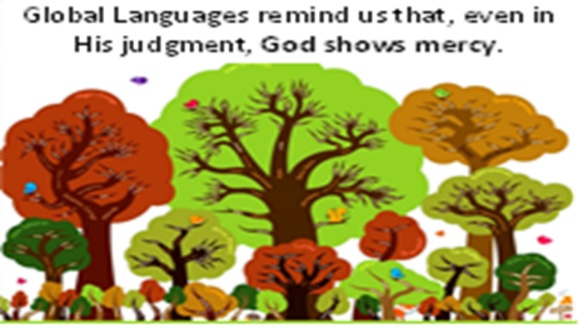 Global Languages remind us that, even in
His judgment, God shows mercy.